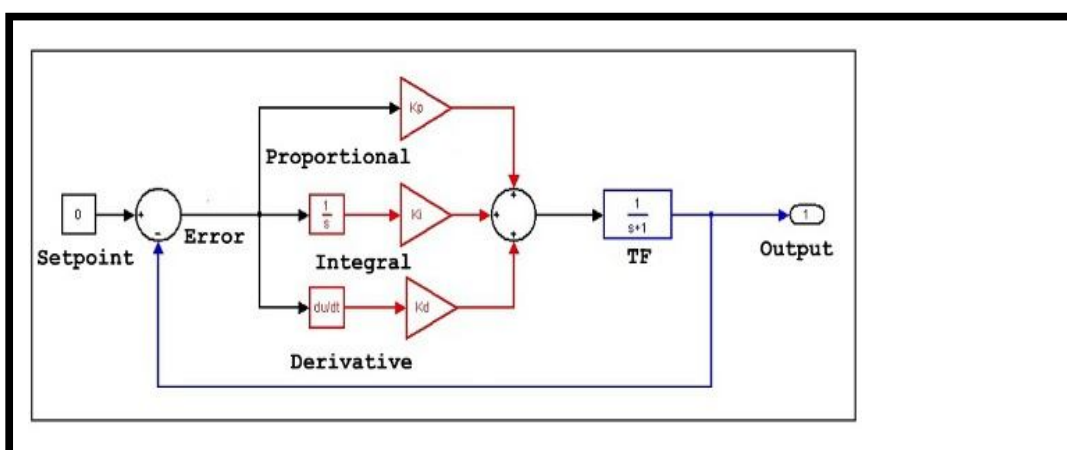 Kp
Proportional
+
0
+
-
Setpoint
Error
1
s
Ki
Integral
+
+
+
1
s+1
TF
1
Output
du/dt
Kd
Derivative